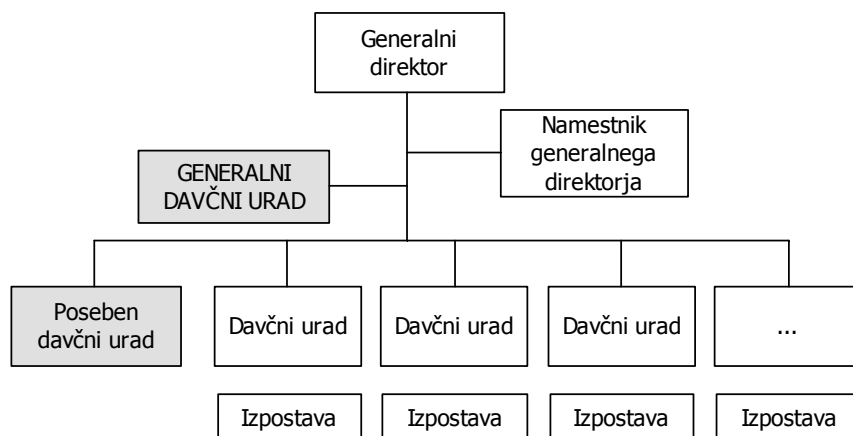 Generalni
direktor
Namestnik
generalnega
direktorja
GENERALNI
DAVČNI URAD
Poseben
davčni urad
Davčni urad
Davčni urad
Davčni urad
...
Izpostava
Izpostava
Izpostava
Izpostava